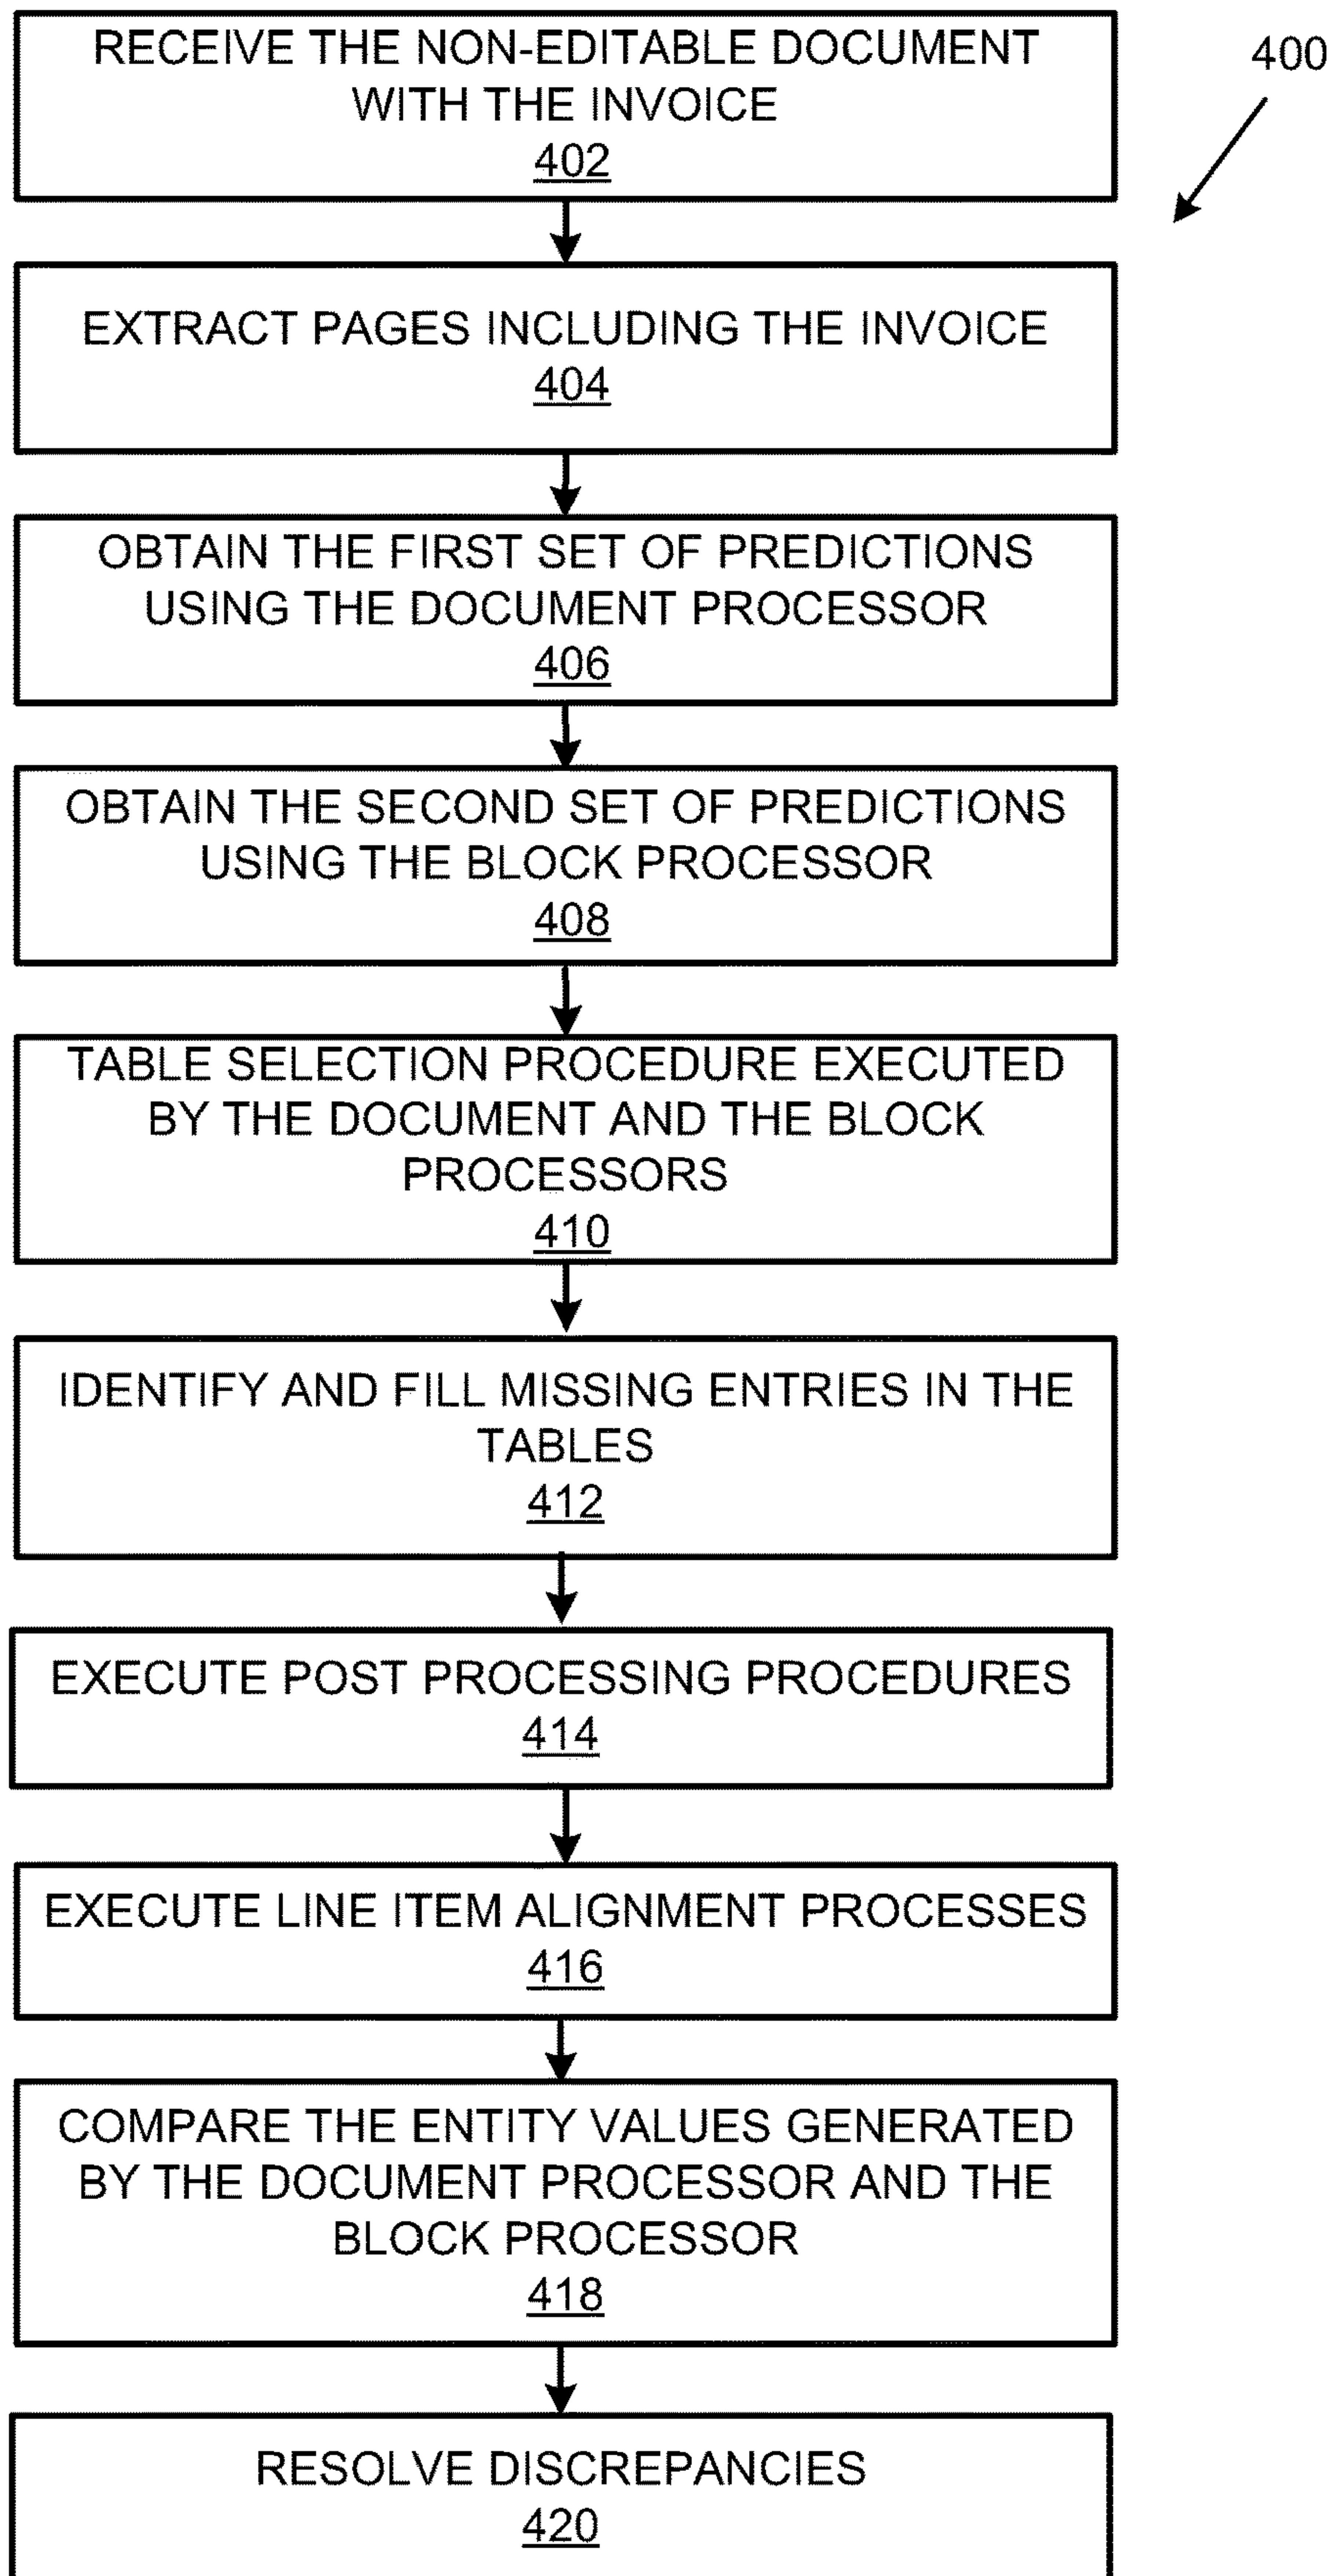 RECEIVE THE NON-EDITABLE DOCUMENT
WITH THE INVOICE
402
400
EXTRACT PAGES INCLUDING THE INVOICE
404
OBTAIN THE FIRST SET OF PREDICTIONS
USING THE DOCUMENT PROCESSOR
406
OBTAIN THE SECOND SET OF PREDICTIONS
USING THE BLOCK PROCESSOR
408
TABLE SELECTION PROCEDURE EXECUTED
BY THE DOCUMENT AND THE BLOCK
PROCESSORS
410
IDENTIFY AND FILL MISSING ENTRIES IN THE
TABLES
412
EXECUTE POST PROCESSING PROCEDURES
414
EXECUTE LINE ITEM ALIGNMENT PROCESSES
416
COMPARE THE ENTITY VALUES GENERATED
BY THE DOCUMENT PROCESSOR AND THE
BLOCK PROCESSOR
418
RESOLVE DISCREPANCIES
420